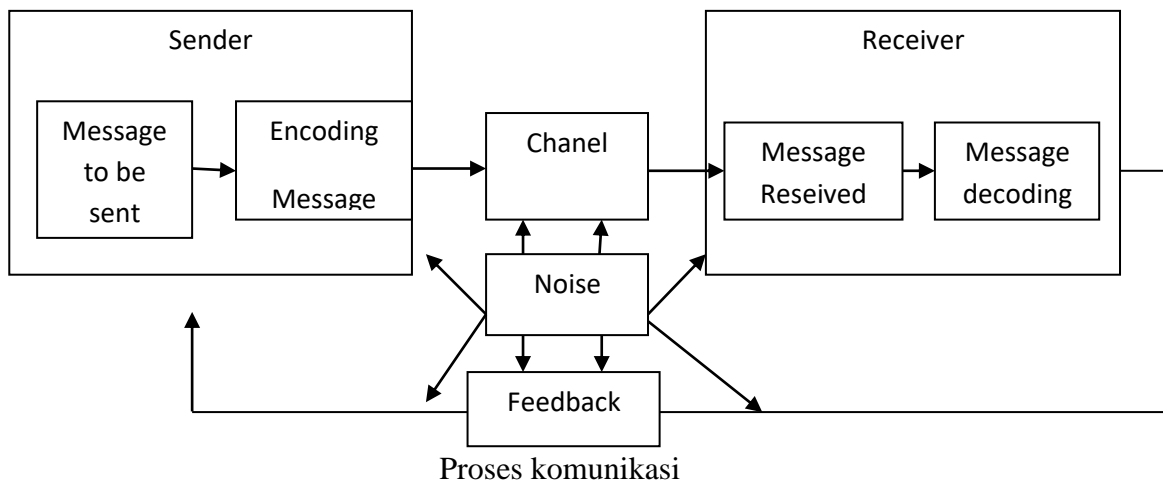 Sender
Message
to be
sent
Encoding
Message
Chanel
Receiver
Message
Reseived
Message
decoding
Noise
Feedback
Proses komunikasi